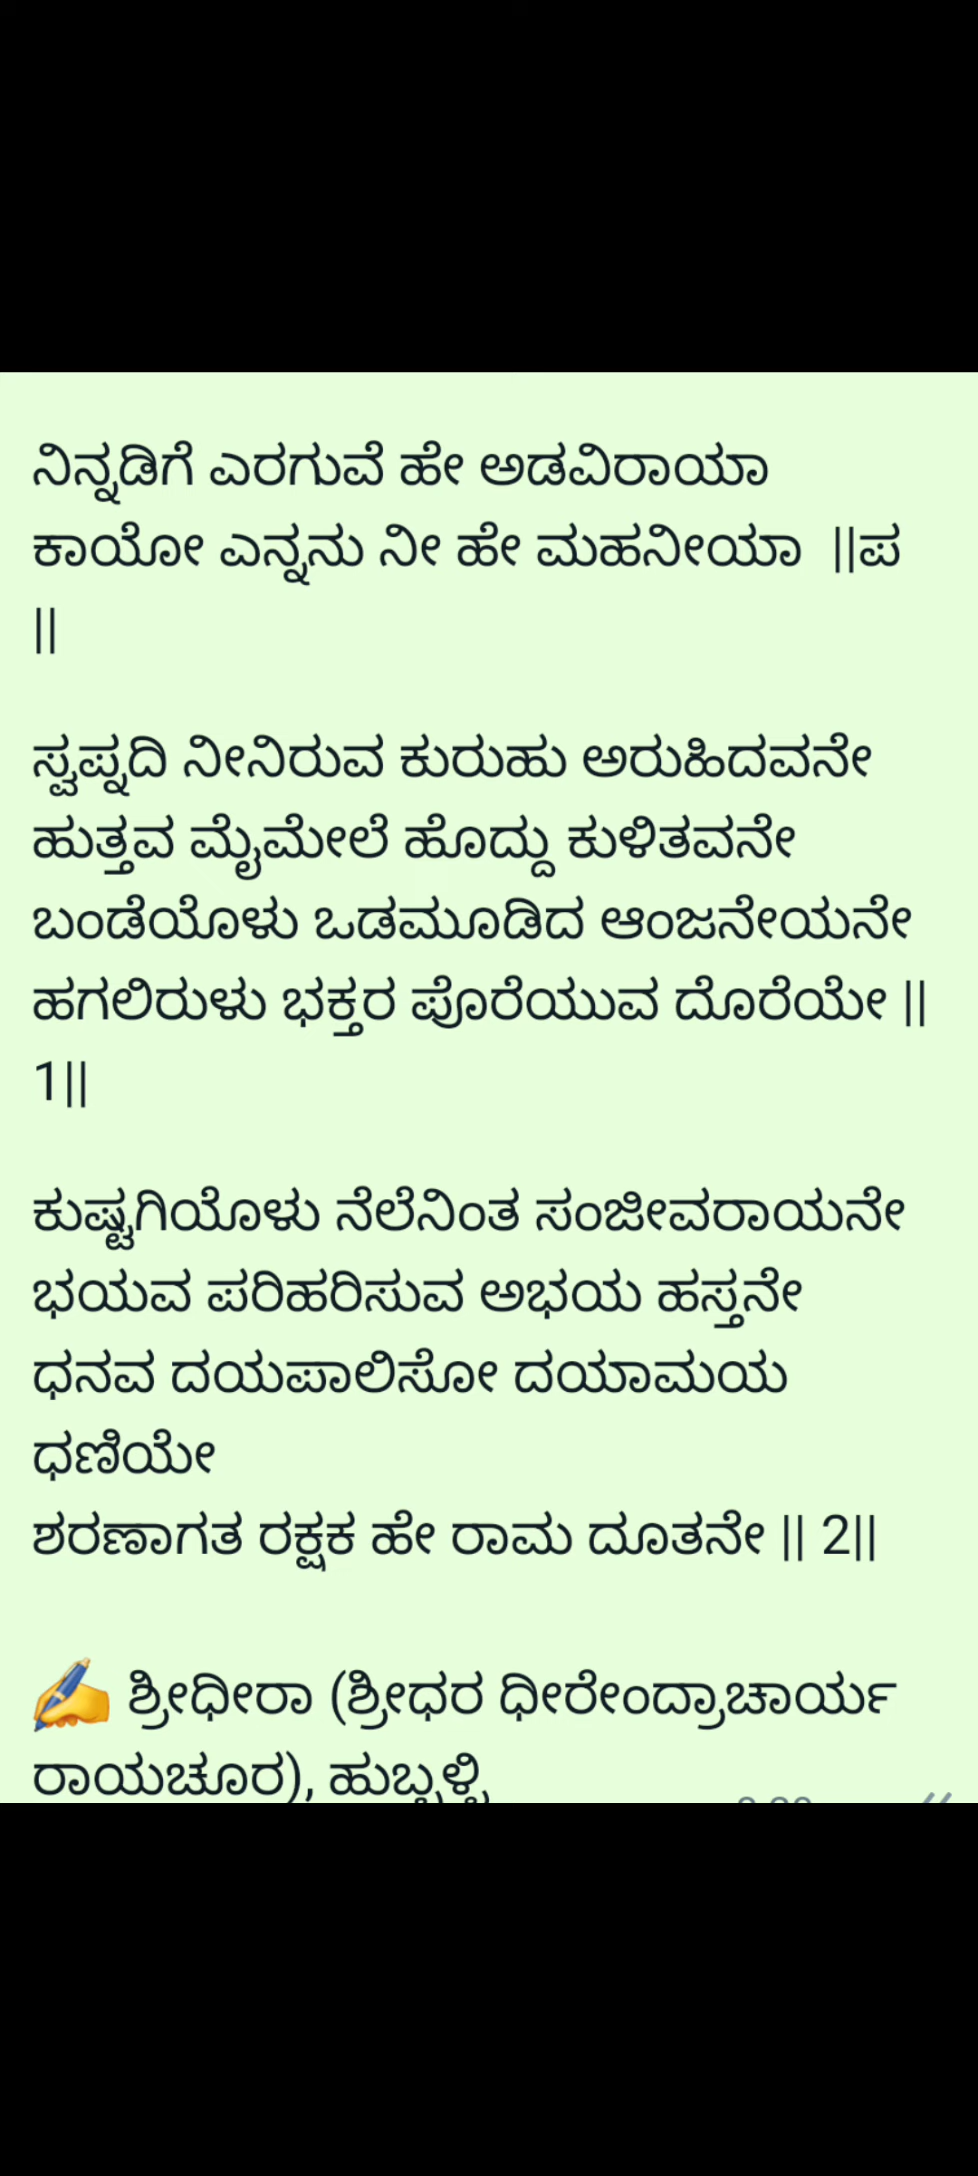 ನಿನ್ನಡಿಗೆ ಎರಗುವೆ ಹೇ ಅಡವಿರಾಯಾ
ಕಾಯೋ ಎನ್ನನು ನೀ ಹೇ ಮಹನೀಯಾ ||ಪ
||
ಸ್ವಪ್ನದಿ ನೀನಿರುವ ಕುರುಹು ಅರುಹಿದವನೇ
ಹುತ್ತವ ಮೈಮೇಲೆ ಹೊದ್ದು ಕುಳಿತವನೇ
ಬಂಡೆಯೊಳು ಒಡಮೂಡಿದ ಆಂಜನೇಯನೇ
ಹಗಲಿರುಳು ಭಕ್ತರ ಪೊರೆಯುವ ದೊರೆಯೇ ||
1||
ಕುಷ್ಟಗಿಯೊಳು ನೆಲೆನಿಂತ ಸಂಜೀವರಾಯನೇ
ಭಯವ ಪರಿಹರಿಸುವ ಅಭಯ ಹಸ್ತನೇ
ಧನವ ದಯಪಾಲಿಸೋ ದಯಾಮಯ
ಧಣಿಯೇ
ಶರಣಾಗತ ರಕ್ಷಕ ಹೇ ರಾಮ ದೂತನೇ || 2||
✍️ ಶ್ರೀಧೀರಾ (ಶ್ರೀಧರ ಧೀರೇಂದ್ರಾಚಾರ್ಯ
ರಾಯಚೂರ), ಹುಬ್ಬಳ್ಳಿ